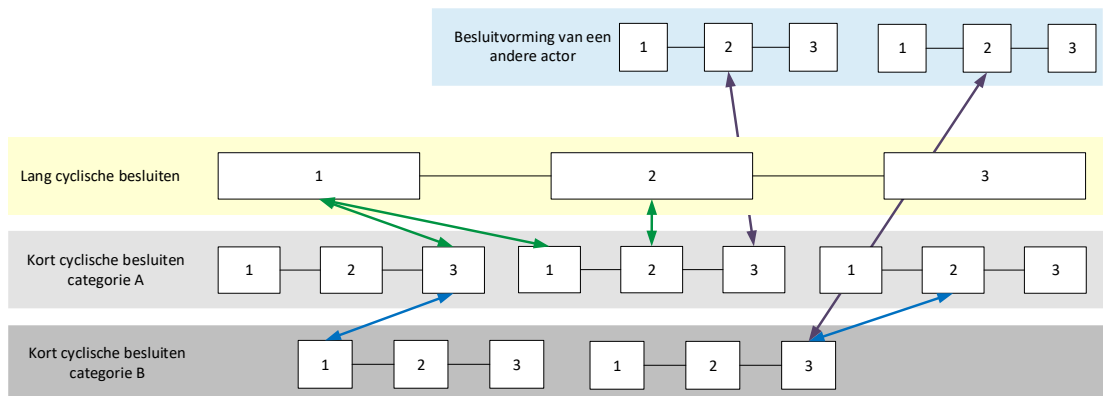 Besluitvorming van een
andere actor
1 2 3 1 2 3
Lang cyclische besluiten
1 2 3
Kort cyclische besluiten
categorie A
1 2 3 1 2 3 1 2 3
Kort cyclische besluiten
categorie B
1 2 3 1 2 3